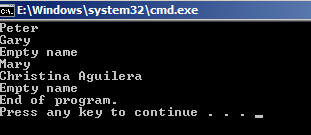 E:\Windows\system32\cmd.exe
Peter
Gary
Empty name
Mary
Christina Aguilera
Empty name
End of program.
Press any key to continue . . .